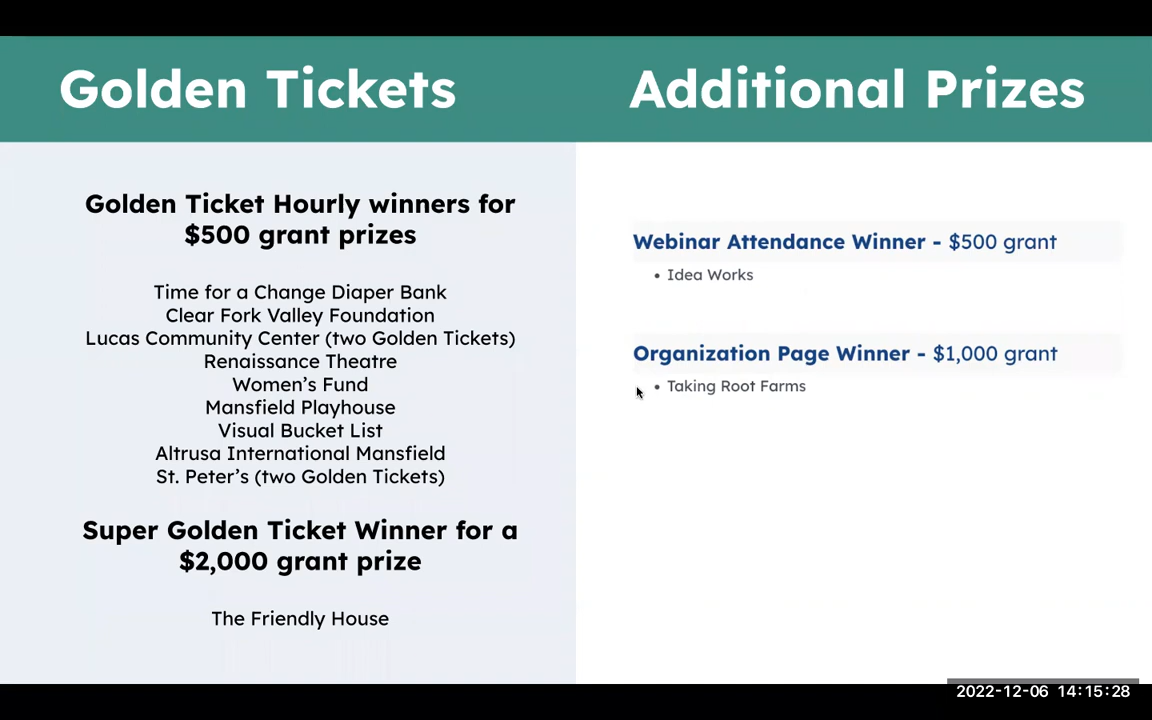 Golden Tickets
Golden Ticket Hourly winners for
$500 grant prizes
Time for a Change Diaper Bank
Clear Fork Valley Foundation
Lucas Community Center (two Golden Tickets)
Renaissance Theatre
Women’s Fund
Mansfield Playhouse
Visual Bucket List
Altrusa International Mansfield
St. Peter’s (two Golden Tickets)
Super Golden Ticket Winner for a
$2,000 grant prize
The Friendly House
Additional Prizes
Webinar Attendance Winner - $500 grant
• Idea Works
Organization Page Winner - $1,000 grant
• Taking Root Farms
2022-12-06 14:15:28